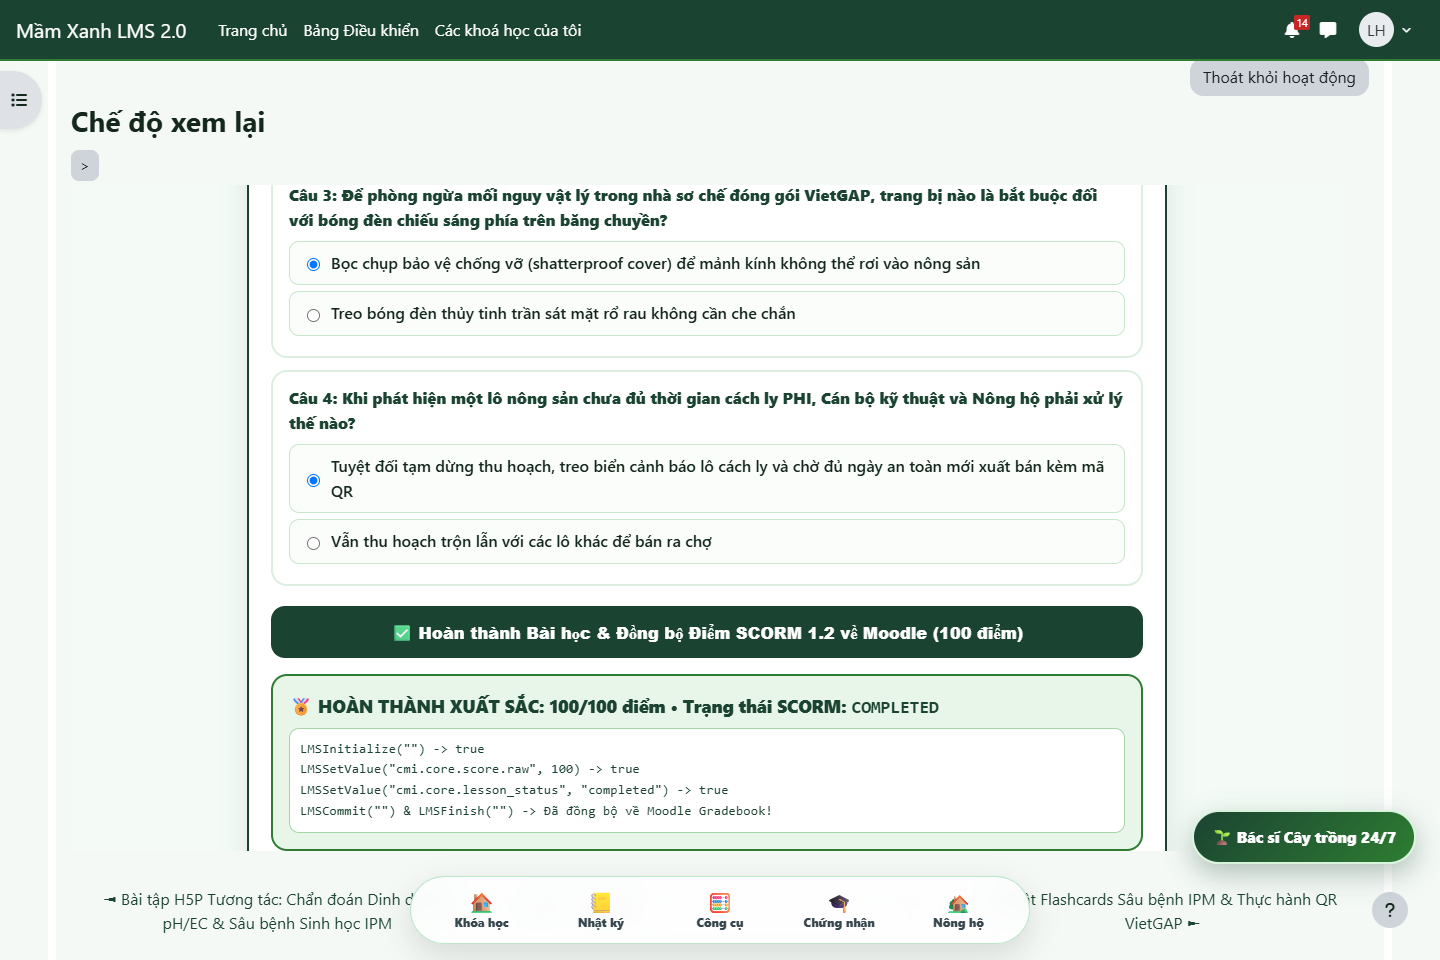 Mầm Xanh LMS 2.0
Trang chủ
Bảng Điều khiển
Các khoá học của tôi
14
LH
Thoát khỏi hoạt động
Chế độ xem lại
>
Câu 3: Để phòng ngừa mối nguy vật lý trong nhà sơ chế đóng gói VietGAP, trang bị nào là bắt buộc đối
với bóng đèn chiếu sáng phía trên băng chuyền?
Bọc chụp bảo vệ chống vỡ (shatterproof cover) để mảnh kính không thể rơi vào nông sản
Treo bóng đèn thủy tinh trần sát mặt rổ rau không cần che chắn
Câu 4: Khi phát hiện một lô nông sản chưa đủ thời gian cách ly PHI, Cán bộ kỹ thuật và Nông hộ phải xử lý
thế nào?
Tuyệt đối tạm dừng thu hoạch, treo biển cảnh báo lô cách ly và chờ đủ ngày an toàn mới xuất bán kèm mã
QR
Vẫn thu hoạch trộn lẫn với các lô khác để bán ra chợ
✅ Hoàn thành Bài học & Đồng bộ Điểm SCORM 1.2 về Moodle (100 điểm)
HOÀN THÀNH XUẤT SẮC: 100/100 điểm • Trạng thái SCORM: COMPLETED
LMSInitialize("") -> true
LMSSetValue("cmi.core.score.raw", 100) -> true
LMSSetValue("cmi.core.lesson_status", "completed") -> true
LMSCommit("") & LMSFinish("") -> Đã đồng bộ về Moodle Gradebook!
Bác sĩ Cây trồng 24/7
◄ Bài tập H5P Tương tác: Chẩn đoán Dinh
pH/EC & Sâu bệnh Sinh học IPM
Khóa học
Nhật ký
Công cụ
Chứng nhận
Nông hộ
Flashcards Sâu bệnh IPM & Thực hành QR
VietGAP ►
?